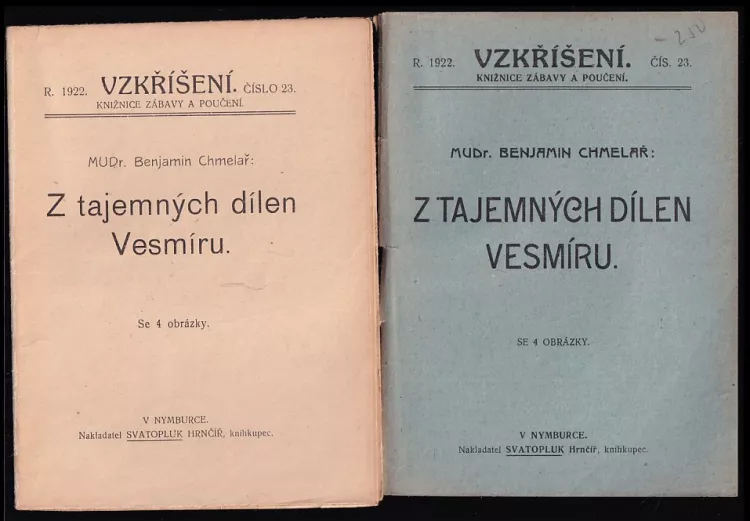 R. 1922. VZKŘÍŠENÍ. ČÍSLO 23.
KNIŽNICE ZÁBAVY A POUČENÍ.
MUDr. Benjamin Chmelař:
Z tajemných dílen
Vesmíru.
Se 4 obrázky.
V NYMBURCE.
Nakladatel SVATOPLUK HRNČÍŘ, knihkupec.
R. 1922. VZKŘÍŠENÍ. ČÍS. 23.
KNIŽNICE ZÁBAVY A POUČENÍ.
MUDr. BENJAMIN CHMELAŘ:
Z TAJEMNÝCH DÍLEN
VESMÍRU.
SE 4 OBRÁZKY.
V NYMBURCE.
Nakladatel SVATOPLUK HRNČÍŘ, knihkupec.